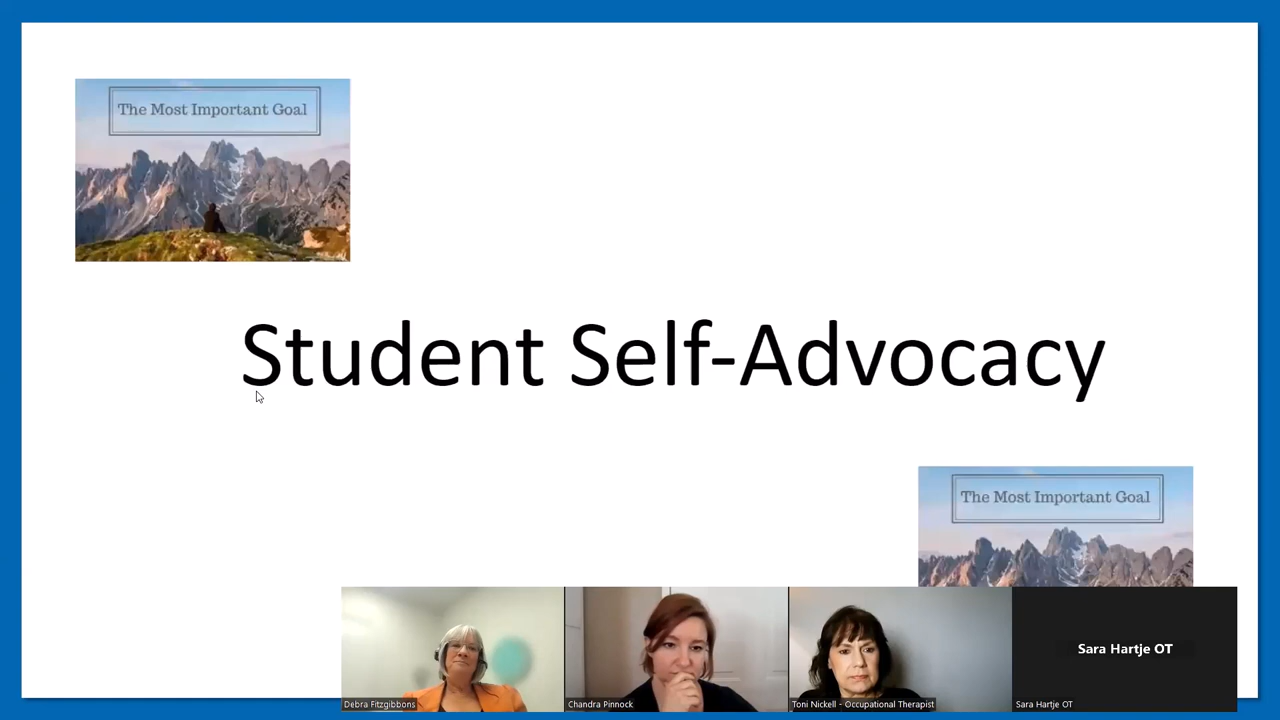 The Most Important Goal
Student Self-Advocacy
The Most Important Goal
Sara Hartje OT
Debra Fitzgibbons
Chandra Pinnock
Toni Nickell - Occupational Therapist
Sara Hartje OT